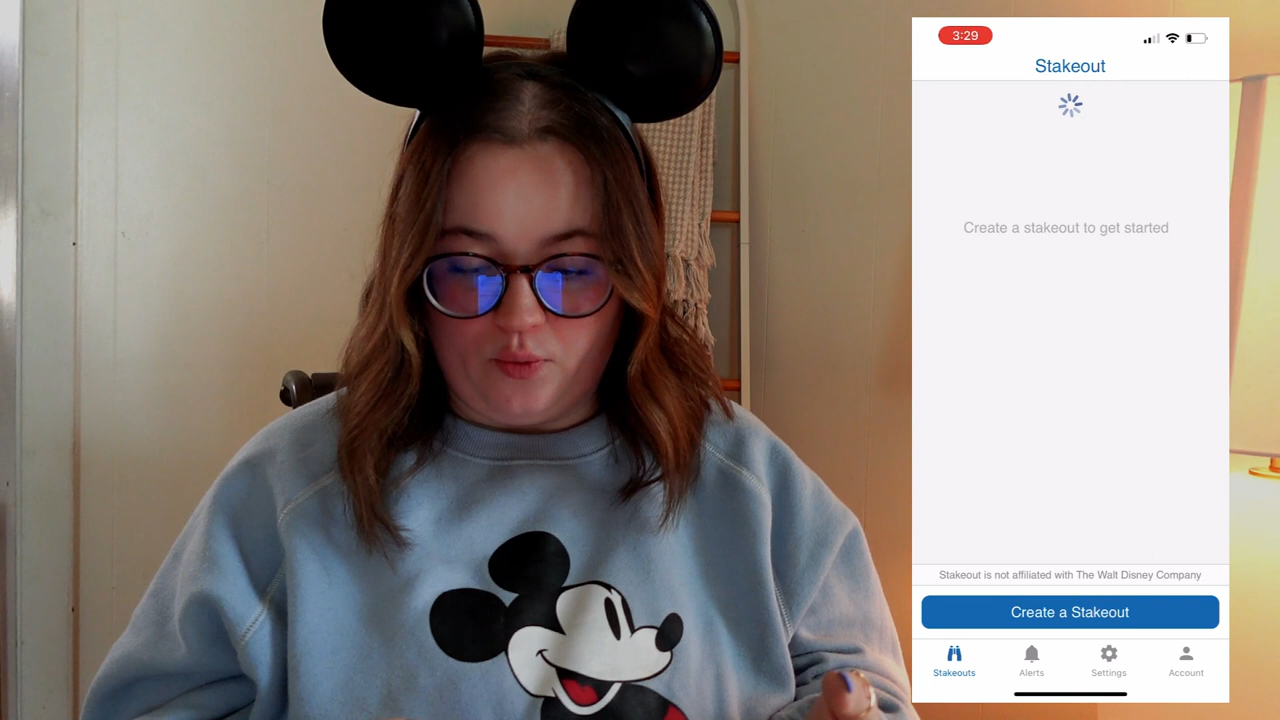 3:29
Stakeout
Create a stakeout to get started
Stakeout is not affiliated with The Walt Disney Company
Create a Stakeout
Stakeouts
Alerts
Settings
Account